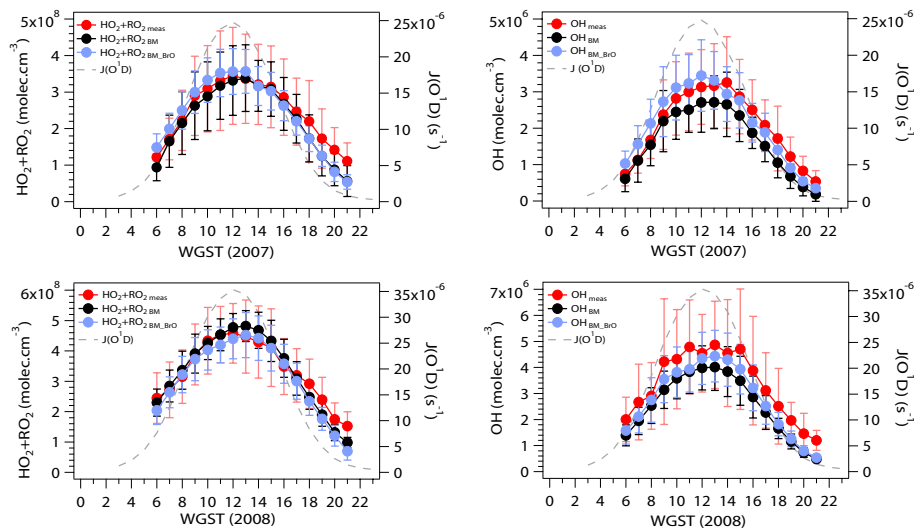 5x10⁸
4
3
2
1
0
HO₂+RO₂ (molec.cm⁻³)
HO₂+RO₂ meas
HO₂+RO₂ BM
HO₂+RO₂ BM_BrO
J(O¹D)
25x10⁻⁶
20
15
10
5
0
J(O¹D) (s⁻¹)
0 2 4 6 8 10 12 14 16 18 20 22
WGST (2007)
5x10⁶
4
3
2
1
0
OH (molec.cm⁻³)
OH meas
OH BM
OH BM_BrO
J (O¹D)
25x10⁻⁶
20
15
10
5
0
J(O¹D) (s⁻¹)
0 2 4 6 8 10 12 14 16 18 20 22
WGST (2007)
6x10⁸
5
4
3
2
1
0
HO₂+RO₂ (molec.cm⁻³)
HO₂+RO₂ meas
HO₂+RO₂ BM
HO₂+RO₂ BM_BrO
J(O¹D)
35x10⁻⁶
30
25
20
15
10
5
0
J(O¹D) (s⁻¹)
0 2 4 6 8 10 12 14 16 18 20 22
WGST (2008)
7x10⁶
6
5
4
3
2
1
0
OH (molec.cm⁻³)
OH meas
OH BM
OH BM_BrO
J(O¹D)
35x10⁻⁶
30
25
20
15
10
5
0
J(O¹D) (s⁻¹)
0 2 4 6 8 10 12 14 16 18 20 22
WGST (2008)